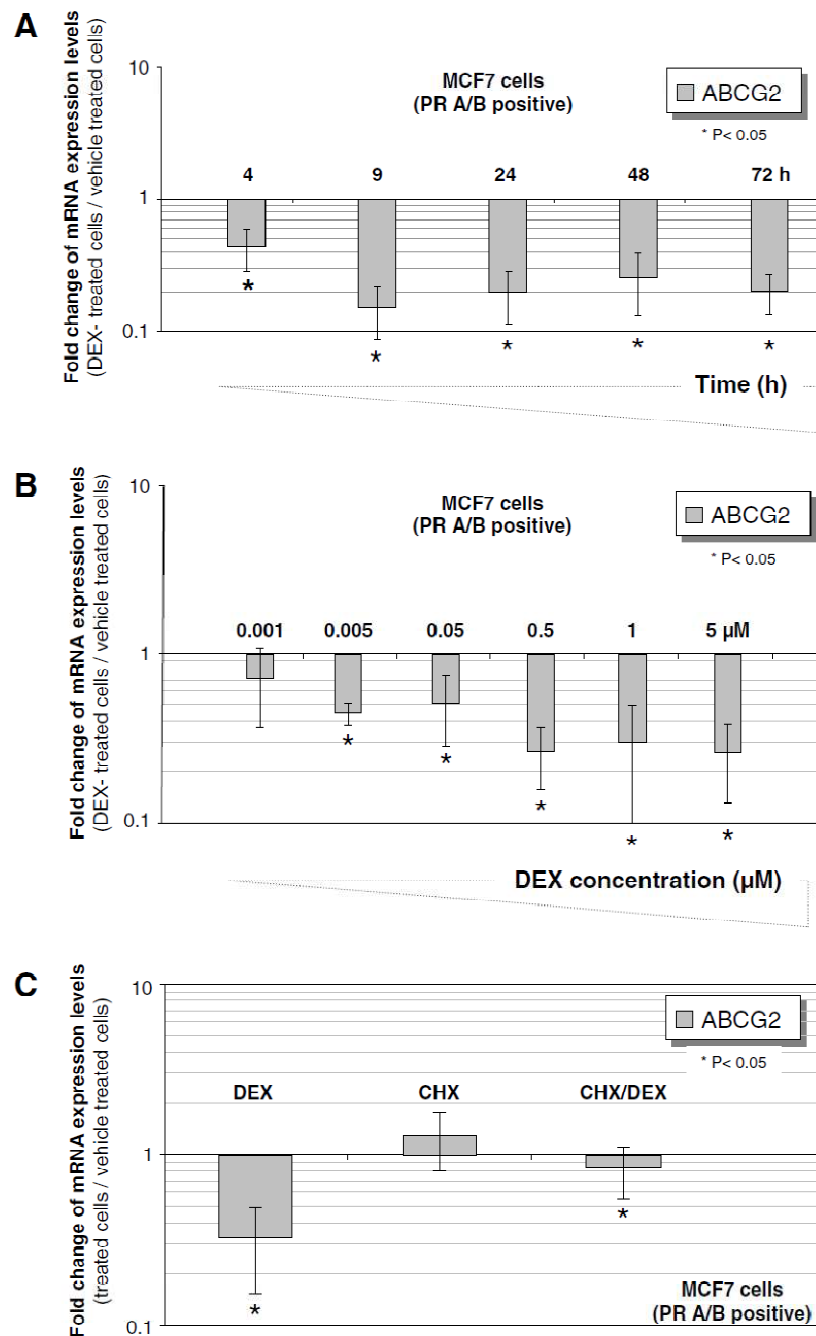 A
Fold change of mRNA expression levels
(DEX- treated cells / vehicle treated cells)
10
1
0.1
MCF7 cells
(PR A/B positive)
ABCG2
* P< 0.05
4 9 24 48 72 h
* * * * *
Time (h)
B
Fold change of mRNA expression levels
(DEX- treated cells / vehicle treated cells)
10
1
0.1
MCF7 cells
(PR A/B positive)
ABCG2
* P< 0.05
0.001 0.005 0.05 0.5 1 5 µM
* * * * *
DEX concentration (µM)
C
Fold change of mRNA expression levels
(treated cells / vehicle treated cells)
10
1
0.1
ABCG2
* P< 0.05
DEX CHX CHX/DEX
* *
MCF7 cells
(PR A/B positive)